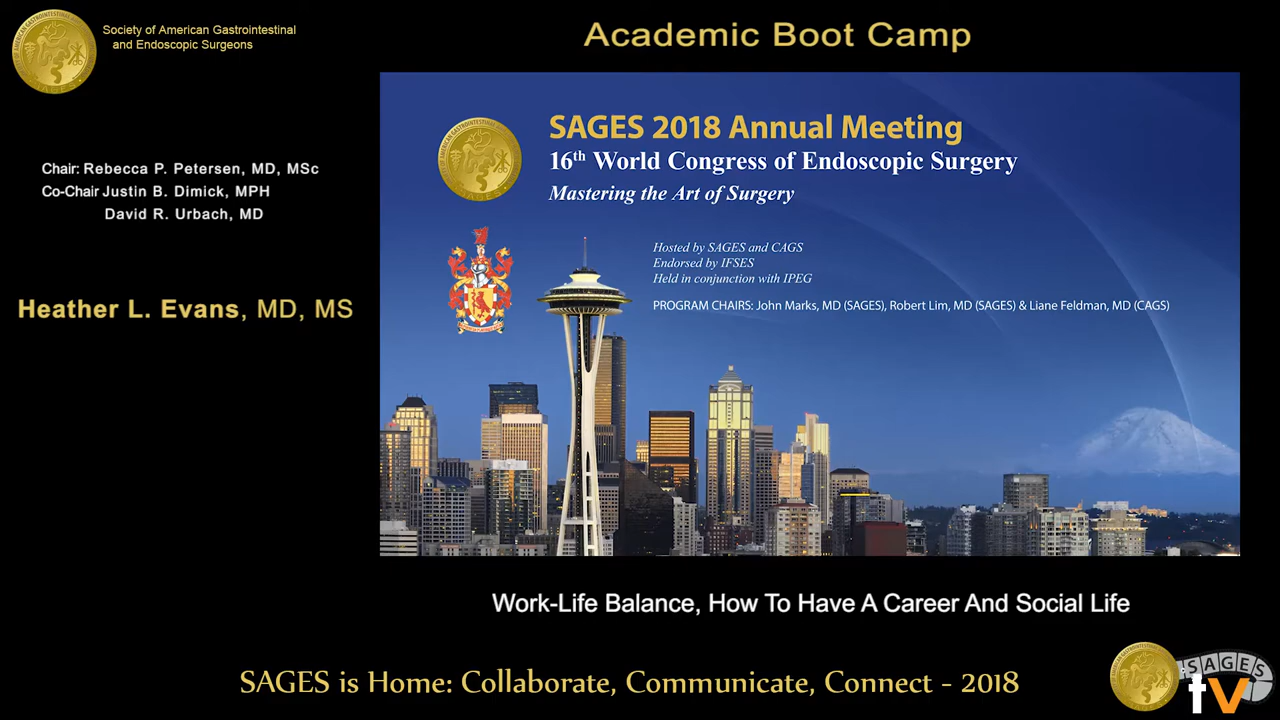 Society of American Gastrointestinal
and Endoscopic Surgeons
Academic Boot Camp
Chair: Rebecca P. Petersen, MD, MSc
Co-Chair Justin B. Dimick, MPH
David R. Urbach, MD
Heather L. Evans, MD, MS
SAGES 2018 Annual Meeting
16th World Congress of Endoscopic Surgery
Mastering the Art of Surgery
Hosted by SAGES and CAGS
Endorsed by IFSES
Held in conjunction with IPEG
PROGRAM CHAIRS: John Marks, MD (SAGES), Robert Lim, MD (SAGES) & Liane Feldman, MD (CAGS)
Work-Life Balance, How To Have A Career And Social Life
SAGES is Home: Collaborate, Communicate, Connect - 2018
SAGES
tv